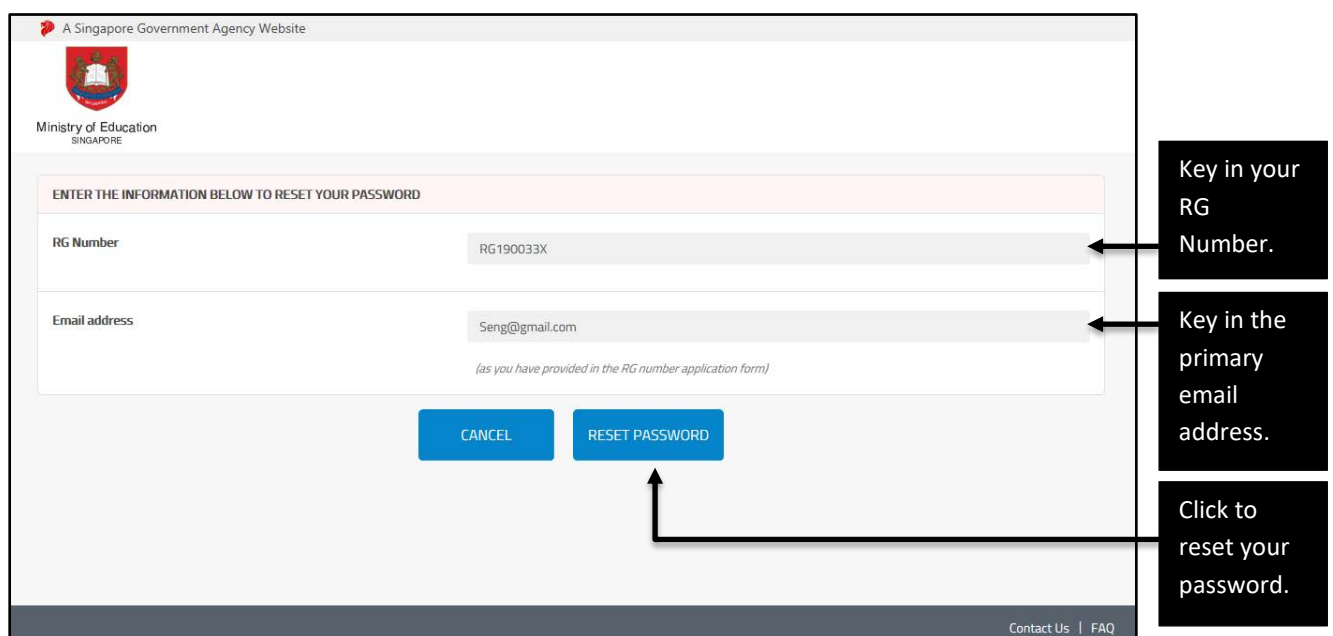 A Singapore Government Agency Website
Ministry of Education
SINGAPORE
ENTER THE INFORMATION BELOW TO RESET YOUR PASSWORD
RG Number
RG190033X
Email address
Seng@gmail.com
(as you have provided in the RG number application form)
CANCEL
RESET PASSWORD
Contact Us | FAQ
Key in your
RG
Number.
Key in the
primary
email
address.
Click to
reset your
password.